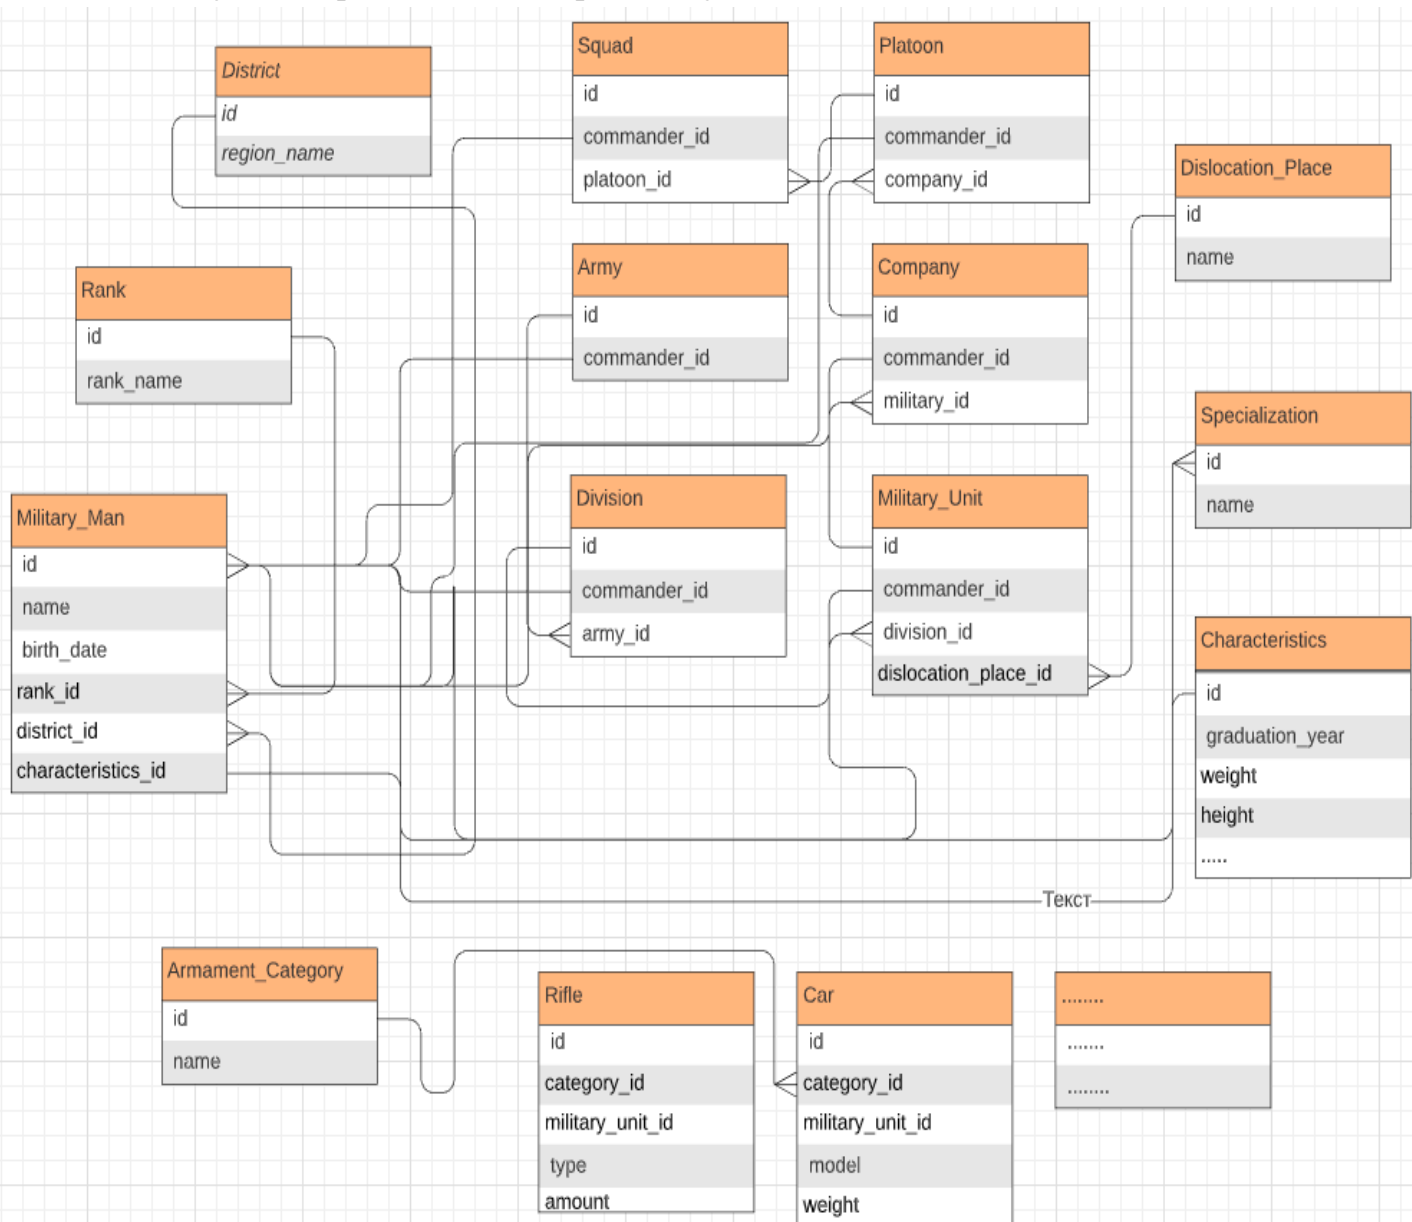 District
id
region_name
Squad
id
commander_id
platoon_id
Platoon
id
commander_id
company_id
Dislocation_Place
id
name
Rank
id
rank_name
Army
id
commander_id
Company
id
commander_id
military_id
Specialization
id
name
Military_Man
id
name
birth_date
rank_id
district_id
characteristics_id
Division
id
commander_id
army_id
Military_Unit
id
commander_id
division_id
dislocation_place_id
Characteristics
id
graduation_year
weight
height
.....
Текст
Armament_Category
id
name
Rifle
id
category_id
military_unit_id
type
amount
Car
id
category_id
military_unit_id
model
weight
........
.......
........